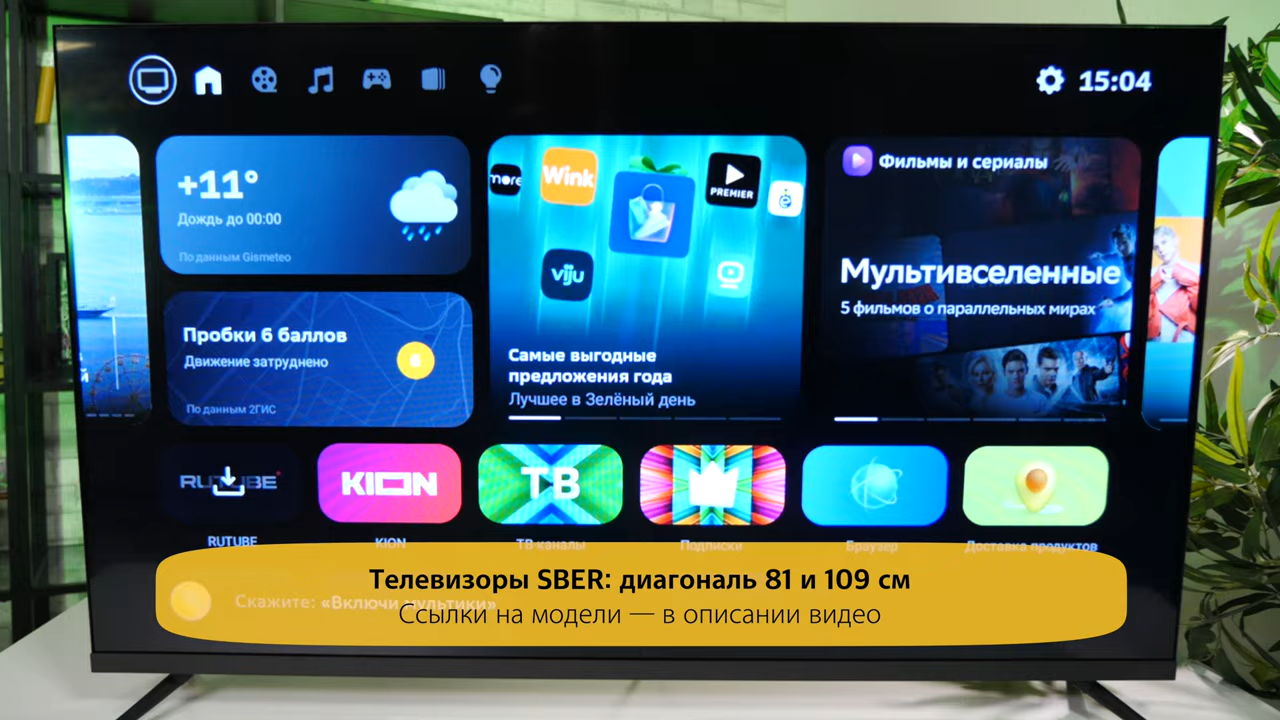 15:04
+11°
Дождь до 00:00
По данным Gismeteo
Пробки 6 баллов
Движение затруднено
6
По данным 2ГИС
more
Wink
PREMIER
viju
Самые выгодные
предложения года
Лучшее в Зелёный день
Фильмы и сериалы
Мультивселенные
5 фильмов о параллельных мирах
RUTUBE
KION
ТВ
RUTUBE
KION
ТВ-каналы
Подписки
Браузер
Доставка продуктов
Скажите: «Включи мультики»
Телевизоры SBER: диагональ 81 и 109 см
Ссылки на модели — в описании видео